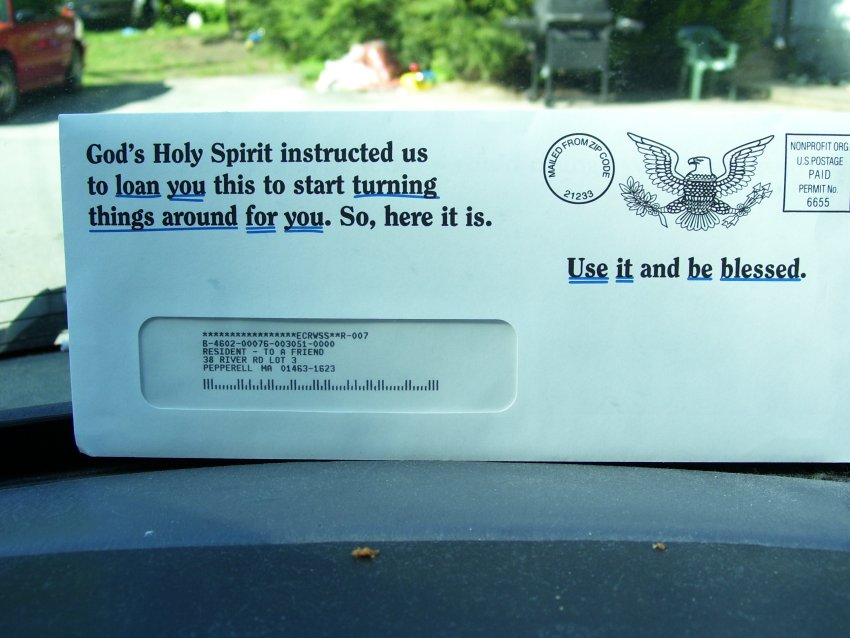 God's Holy Spirit instructed us
to loan you this to start turning
things around for you. So, here it is.
MAILED FROM ZIP CODE
21233
NONPROFIT ORG
U.S. POSTAGE
PAID
PERMIT No.
6655
Use it and be blessed.
*****************ECRWSS**R-007
B-4602-00076-003051-0000
RESIDENT - TO A FRIEND
38 RIVER RD LOT 3
PEPPERELL MA 01463-1623